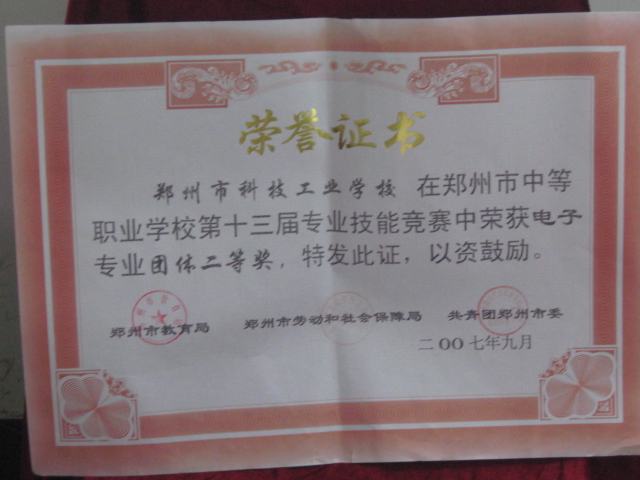 荣誉证书
郑州市科技工业学校 在郑州市中等
职业学校第十三届专业技能竞赛中荣获电子
专业团体二等奖，特发此证，以资鼓励。
郑州市教育局 郑州市劳动和社会保障局 共青团郑州市委
二OO七年九月